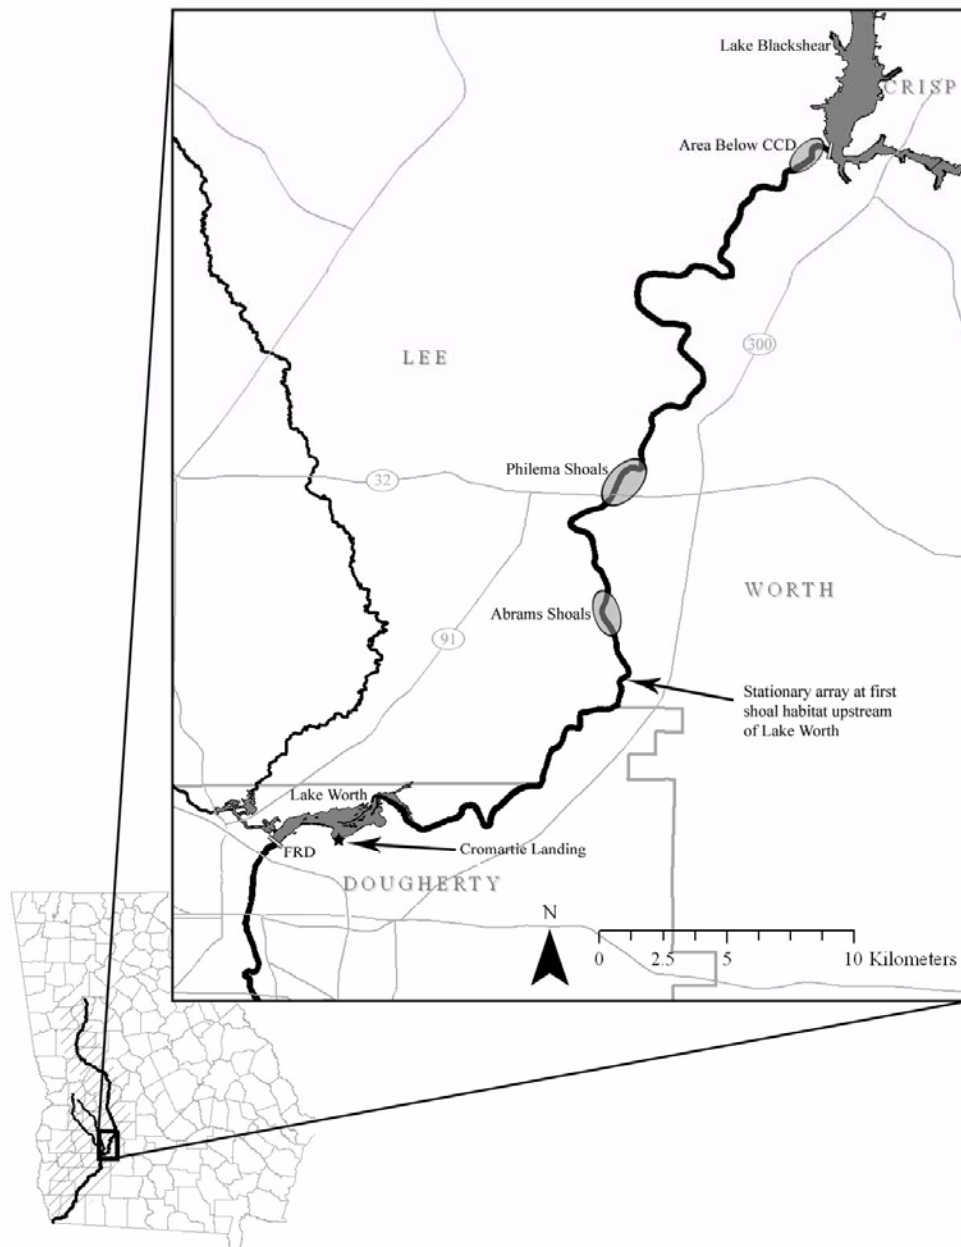 Lake Blackshear
CRISP
Area Below CCD
300
LEE
Philema Shoals
32
WORTH
Abrams Shoals
91
Stationary array at first
shoal habitat upstream
of Lake Worth
Lake Worth
FRD
Cromartie Landing
DOUGHERTY
N
0 2.5 5 10 Kilometers